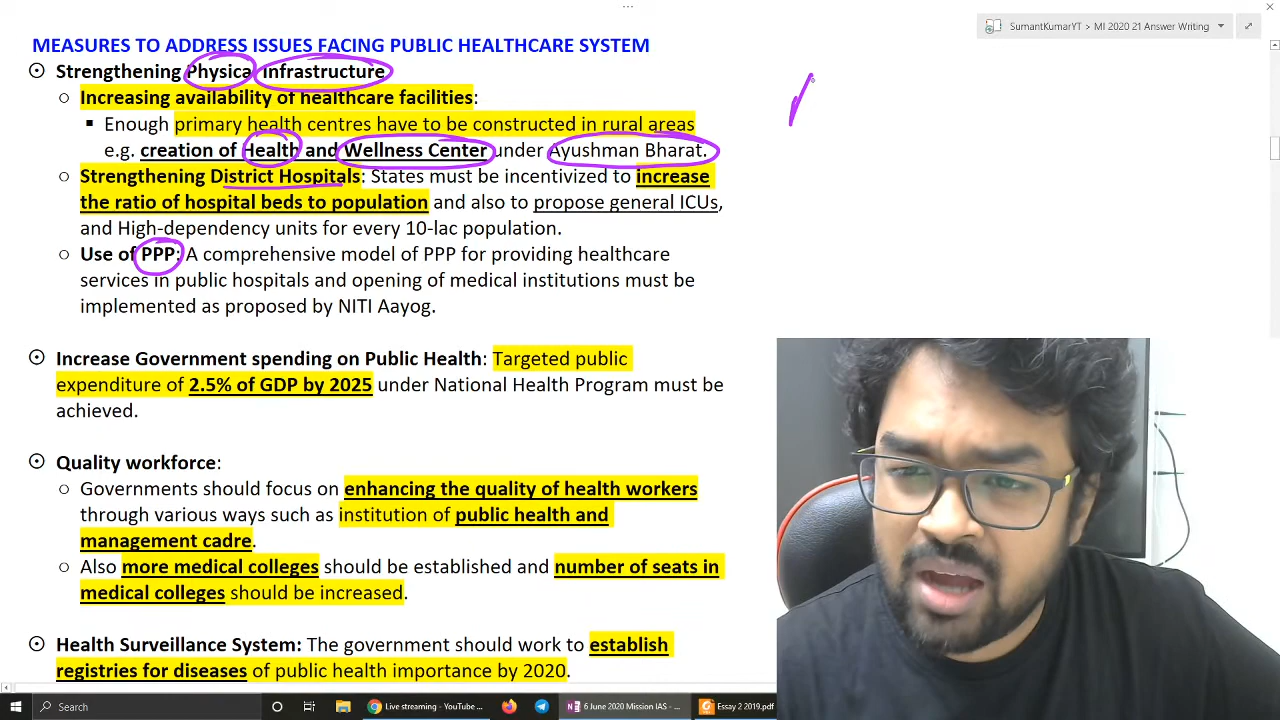 SumantKumarYT > MI 2020 21 Answer Writing
MEASURES TO ADDRESS ISSUES FACING PUBLIC HEALTHCARE SYSTEM
Strengthening Physical Infrastructure
Increasing availability of healthcare facilities:
Enough primary health centres have to be constructed in rural areas
e.g. creation of Health and Wellness Center under Ayushman Bharat.
Strengthening District Hospitals: States must be incentivized to increase
the ratio of hospital beds to population and also to propose general ICUs,
and High-dependency units for every 10-lac population.
Use of PPP: A comprehensive model of PPP for providing healthcare
services in public hospitals and opening of medical institutions must be
implemented as proposed by NITI Aayog.
Increase Government spending on Public Health: Targeted public
expenditure of 2.5% of GDP by 2025 under National Health Program must be
achieved.
Quality workforce:
Governments should focus on enhancing the quality of health workers
through various ways such as institution of public health and
management cadre.
Also more medical colleges should be established and number of seats in
medical colleges should be increased.
Health Surveillance System: The government should work to establish
registries for diseases of public health importance by 2020.
Search
Live streaming - YouTube ...
6 June 2020 Mission IAS - ...
Essay 2 2019.pdf